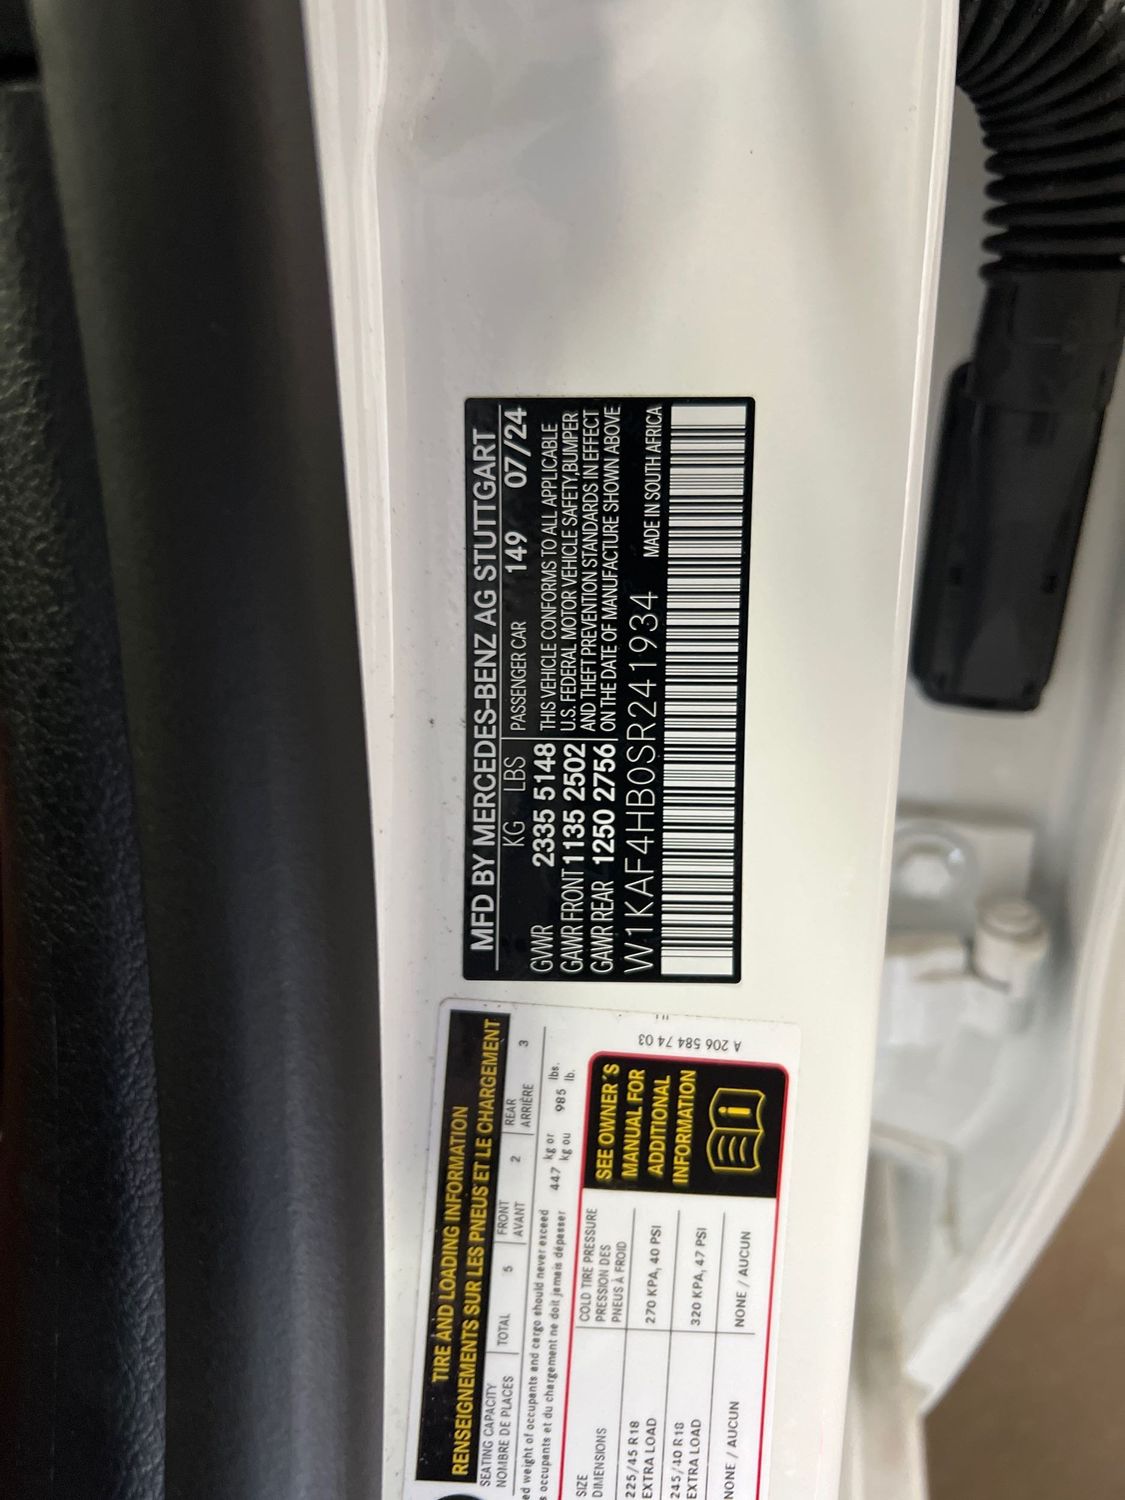 MFD BY MERCEDES-BENZ AG STUTTGART
KG LBS PASSENGER CAR 149 07/24
GVWR 2335 5148 THIS VEHICLE CONFORMS TO ALL APPLICABLE
GAWR FRONT 1135 2502 U.S. FEDERAL MOTOR VEHICLE SAFETY,BUMPER
GAWR REAR 1250 2756 AND THEFT PREVENTION STANDARDS IN EFFECT
ON THE DATE OF MANUFACTURE SHOWN ABOVE
W1KAF4HB0SR241934 MADE IN SOUTH AFRICA
TIRE AND LOADING INFORMATION
RENSEIGNEMENTS SUR LES PNEUS ET LE CHARGEMENT
SEATING CAPACITY
NOMBRE DE PLACES
TOTAL 5
FRONT
AVANT
2
REAR
ARRIÈRE
3
weight of occupants and cargo should never exceed 447 kg or 985 lbs.
occupants et du chargement ne doit jamais dépasser kg ou lb.
SIZE
DIMENSIONS
COLD TIRE PRESSURE
PRESSION DES
PNEUS À FROID
225/45 R18
EXTRA LOAD
270 KPA, 40 PSI
245/40 R18
EXTRA LOAD
320 KPA, 47 PSI
NONE / AUCUN
NONE / AUCUN
SEE OWNER'S
MANUAL FOR
ADDITIONAL
INFORMATION
A 206 584 74 03